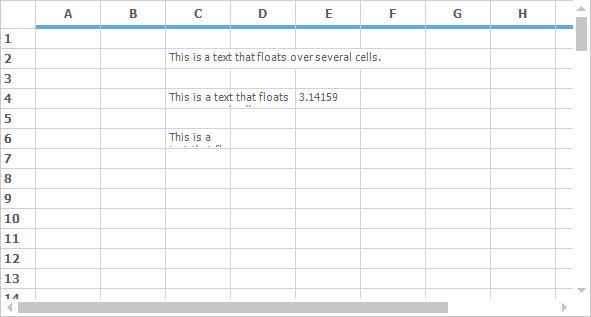 A B C D E F G H
1
2 This is a text that floats over several cells.
3
4 This is a text that floats 3.14159
5
6 This is a
7
8
9
10
11
12
13
14